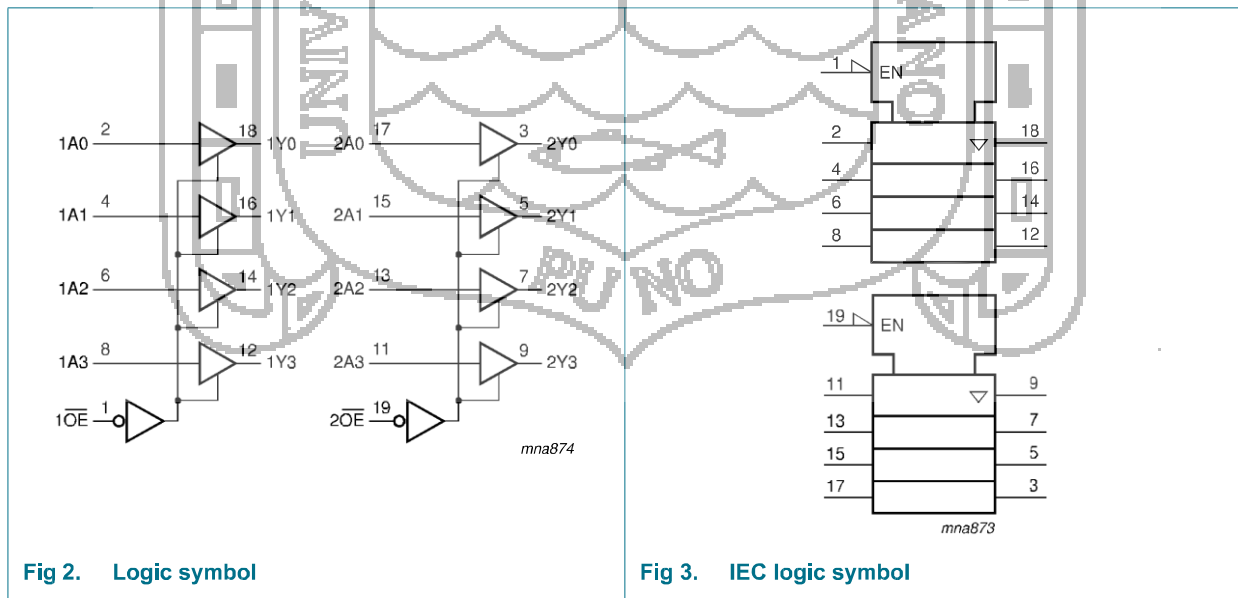 1A0 2 18 1Y0
1A1 4 16 1Y1
1A2 6 14 1Y2
1A3 8 12 1Y3
1OE 1
2A0 17 3 2Y0
2A1 15 5 2Y1
2A2 13 7 2Y2
2A3 11 9 2Y3
2OE 19
mna874
Fig 2. Logic symbol
1 EN
2 18
4 16
6 14
8 12
19 EN
11 9
13 7
15 5
17 3
mna873
Fig 3. IEC logic symbol
UNIV
ONA
PUNO